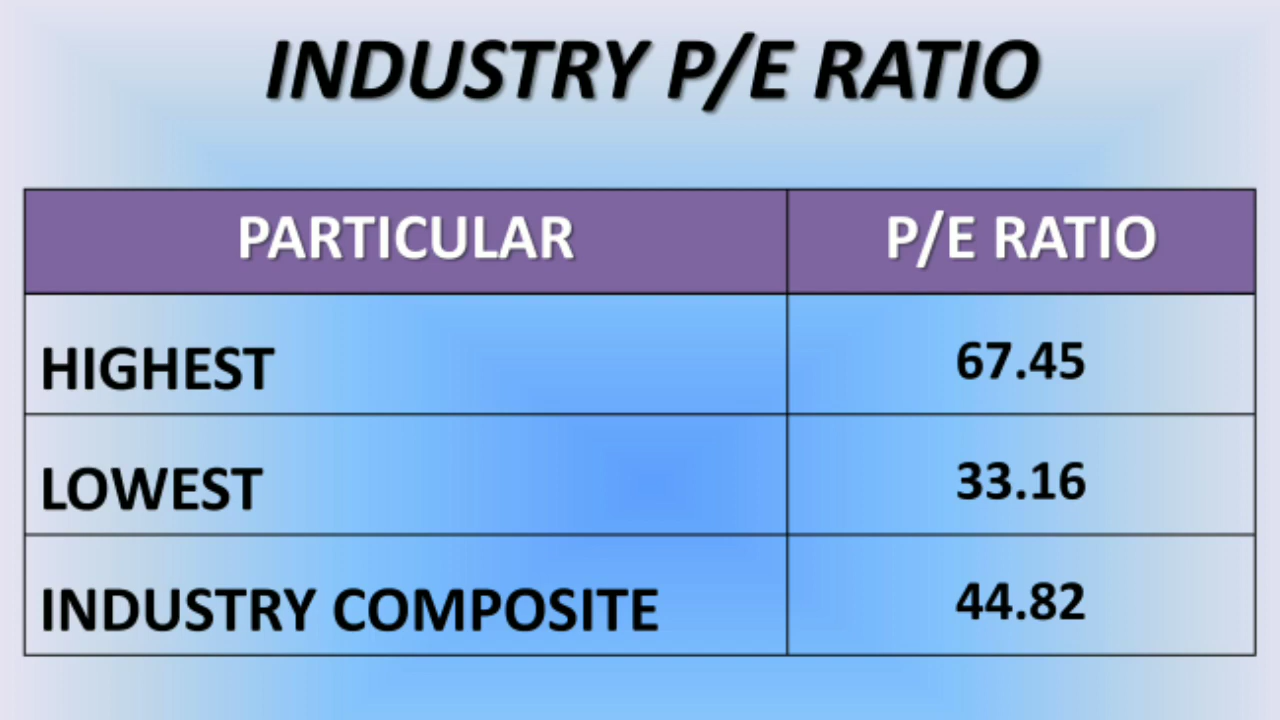 INDUSTRY P/E RATIO
PARTICULAR P/E RATIO
HIGHEST 67.45
LOWEST 33.16
INDUSTRY COMPOSITE 44.82